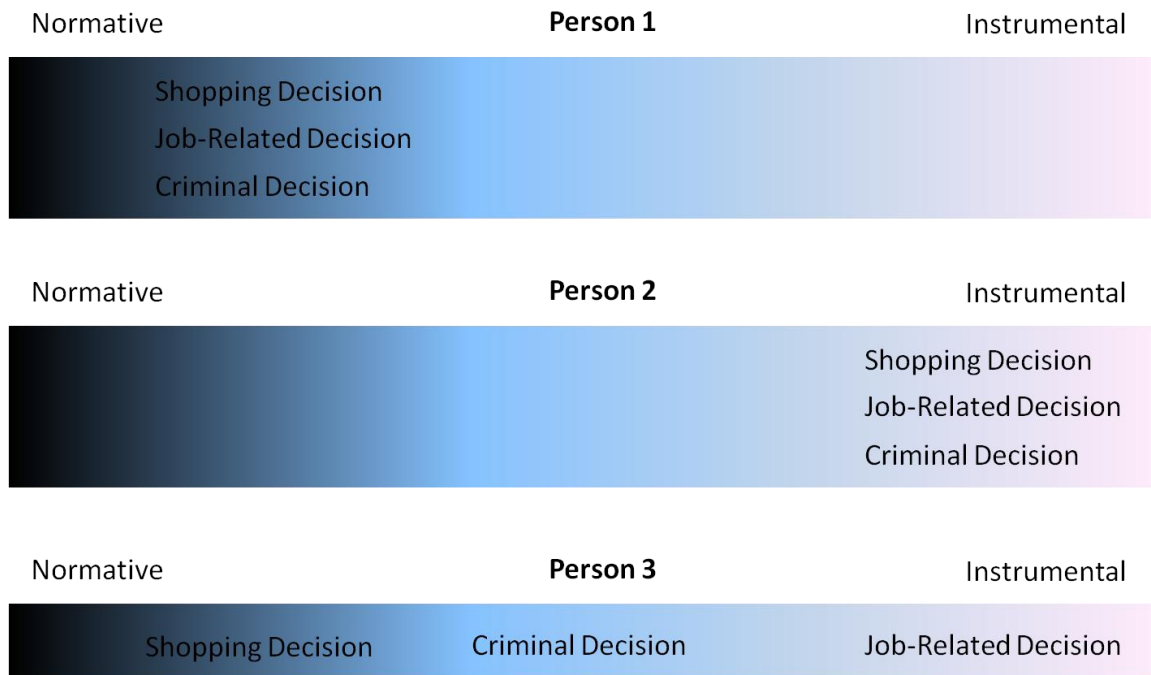 Normative Person 1 Instrumental
Shopping Decision
Job-Related Decision
Criminal Decision
Normative Person 2 Instrumental
Shopping Decision
Job-Related Decision
Criminal Decision
Normative Person 3 Instrumental
Shopping Decision Criminal Decision Job-Related Decision